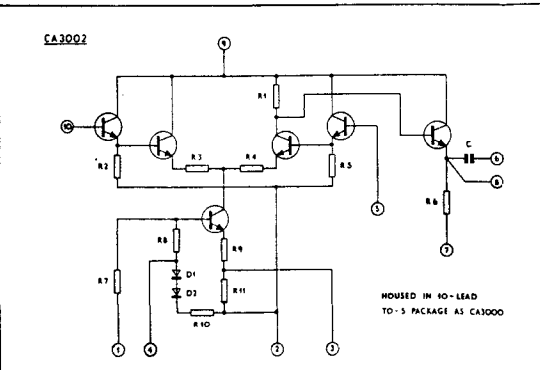 CA3002
9
R1
10
C
6
R2
R3
R4
R5
8
5
R6
R8
R9
7
R7
D1
D2
R11
HOUSED IN 10-LEAD
TO-5 PACKAGE AS CA3000
R10
1
4
2
3